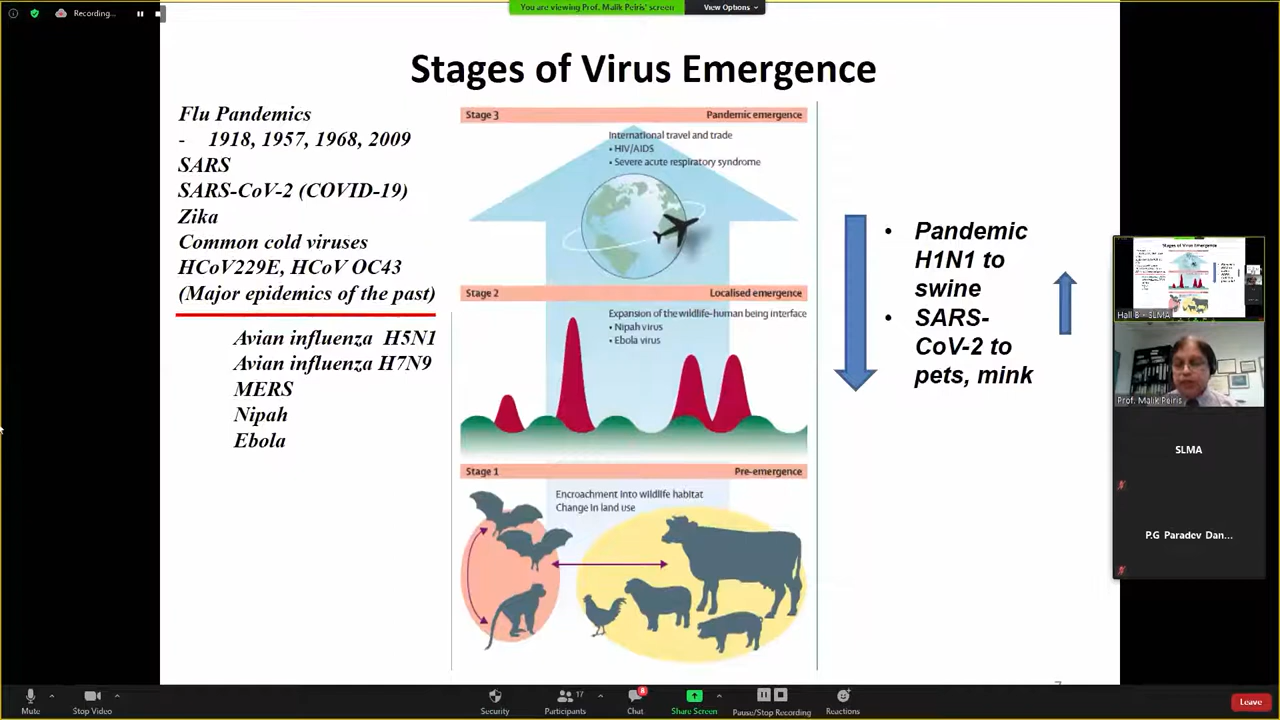 Recording...
You are viewing Prof. Malik Peiris' screen
View Options
Stages of Virus Emergence
Flu Pandemics
- 1918, 1957, 1968, 2009
SARS
SARS-CoV-2 (COVID-19)
Zika
Common cold viruses
HCoV229E, HCoV OC43
(Major epidemics of the past)
Avian influenza H5N1
Avian influenza H7N9
MERS
Nipah
Ebola
Stage 3 Pandemic emergence
International travel and trade
• HIV/AIDS
• Severe acute respiratory syndrome
Stage 2 Localised emergence
Expansion of the wildlife-human being interface
• Nipah virus
• Ebola virus
Stage 1 Pre-emergence
Encroachment into wildlife habitat
Change in land use
• Pandemic
H1N1 to
swine
• SARS-
CoV-2 to
pets, mink
Stages of Virus Emergence
Hall B - SLMA
Prof. Malik Peiris
SLMA
P.G Paradev Dan...
Mute
Stop Video
Security
17
Participants
8
Chat
Share Screen
Pause/Stop Recording
Reactions
Leave